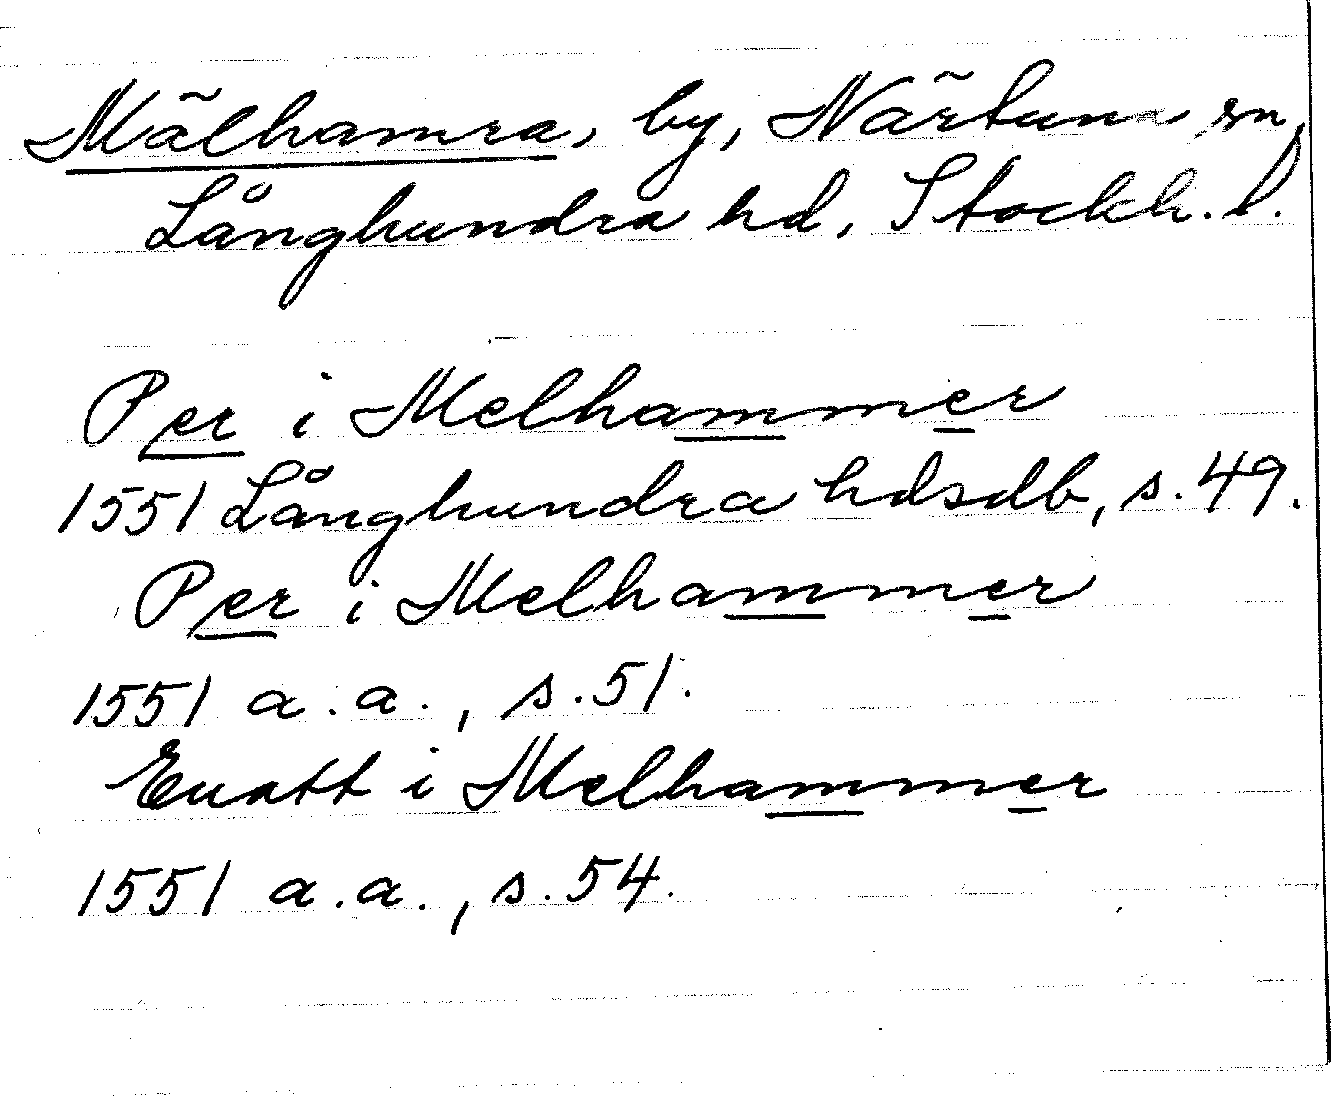 Mälhamra, by, Närtuna sn,
Långhundra hd, Stockh. l.
Per i Melhammer
1551 Långhundra hdsdb, s. 49.
Per i Melhammer
1551 a.a., s. 51.
Euatt i Melhammer
1551 a.a., s. 54.